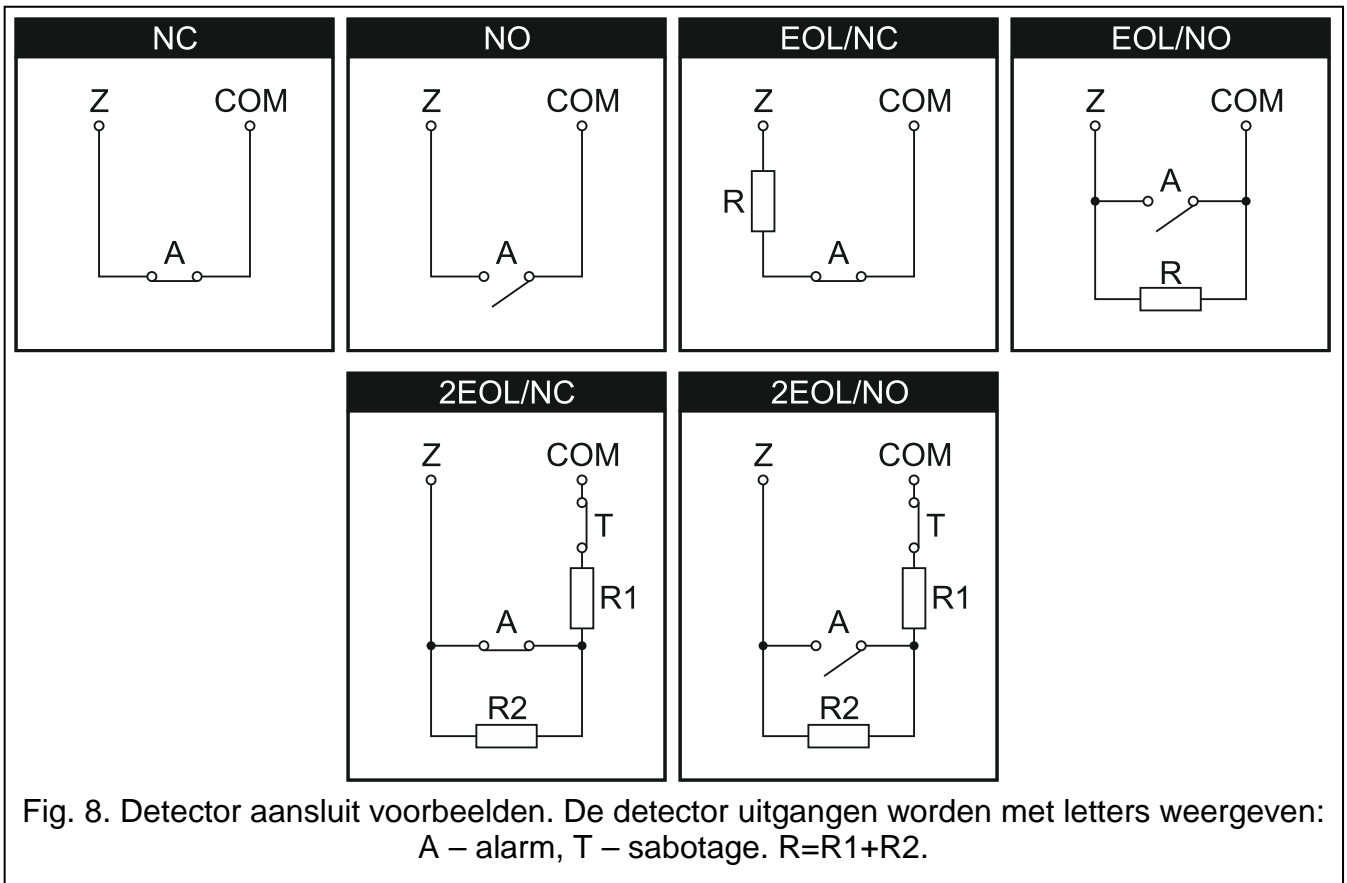 NC
Z COM
A
NO
Z COM
A
EOL/NC
Z COM
R
A
EOL/NO
Z COM
A
R
2EOL/NC
Z COM
T
R1
A
R2
2EOL/NO
Z COM
T
R1
A
R2
Fig. 8. Detector aansluit voorbeelden. De detector uitgangen worden met letters weergeven:
A – alarm, T – sabotage. R=R1+R2.